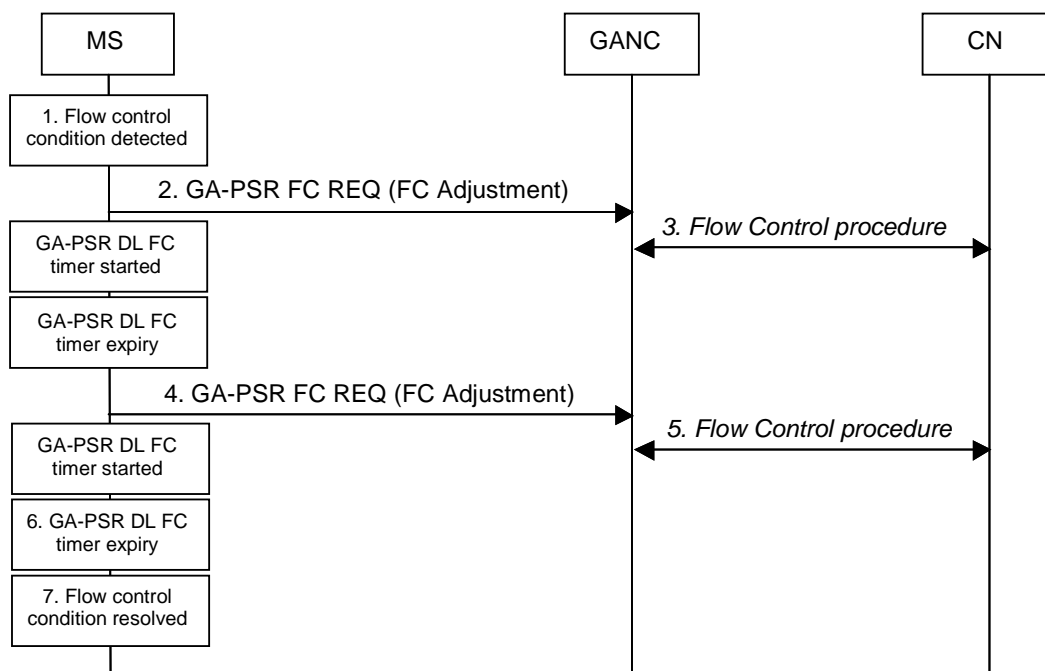 MS
GANC
CN
1. Flow control
condition detected
2. GA-PSR FC REQ (FC Adjustment)
3. Flow Control procedure
GA-PSR DL FC
timer started
GA-PSR DL FC
timer expiry
4. GA-PSR FC REQ (FC Adjustment)
5. Flow Control procedure
GA-PSR DL FC
timer started
6. GA-PSR DL FC
timer expiry
7. Flow control
condition resolved